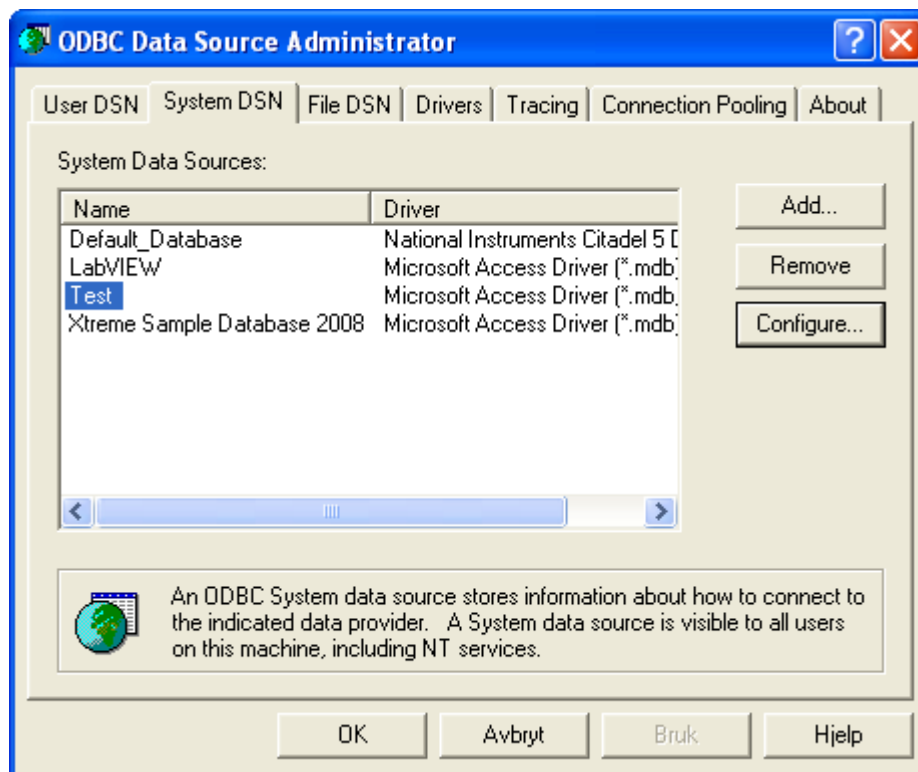 ODBC Data Source Administrator
User DSN System DSN File DSN Drivers Tracing Connection Pooling About
System Data Sources:
Name Driver
Default_Database National Instruments Citadel 5 D
LabVIEW Microsoft Access Driver (*.mdb)
Test Microsoft Access Driver (*.mdb,
Xtreme Sample Database 2008 Microsoft Access Driver (*.mdb)
Add...
Remove
Configure...
An ODBC System data source stores information about how to connect to
the indicated data provider. A System data source is visible to all users
on this machine, including NT services.
OK Avbryt Bruk Hjelp